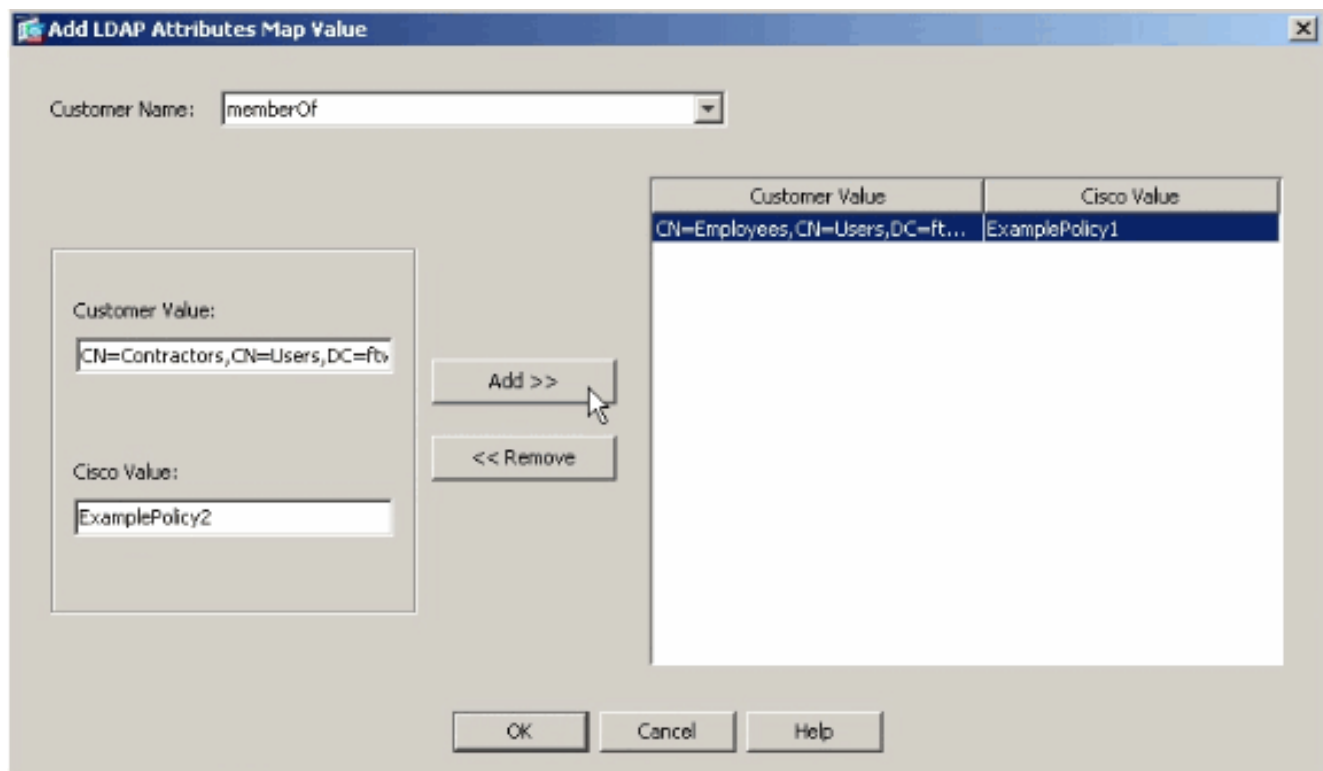 Add LDAP Attributes Map Value
Customer Name: memberOf
Customer Value Cisco Value
CN=Employees,CN=Users,DC=ft... ExamplePolicy1
Customer Value:
CN=Contractors,CN=Users,DC=ft
Add >>
<< Remove
Cisco Value:
ExamplePolicy2
OK Cancel Help